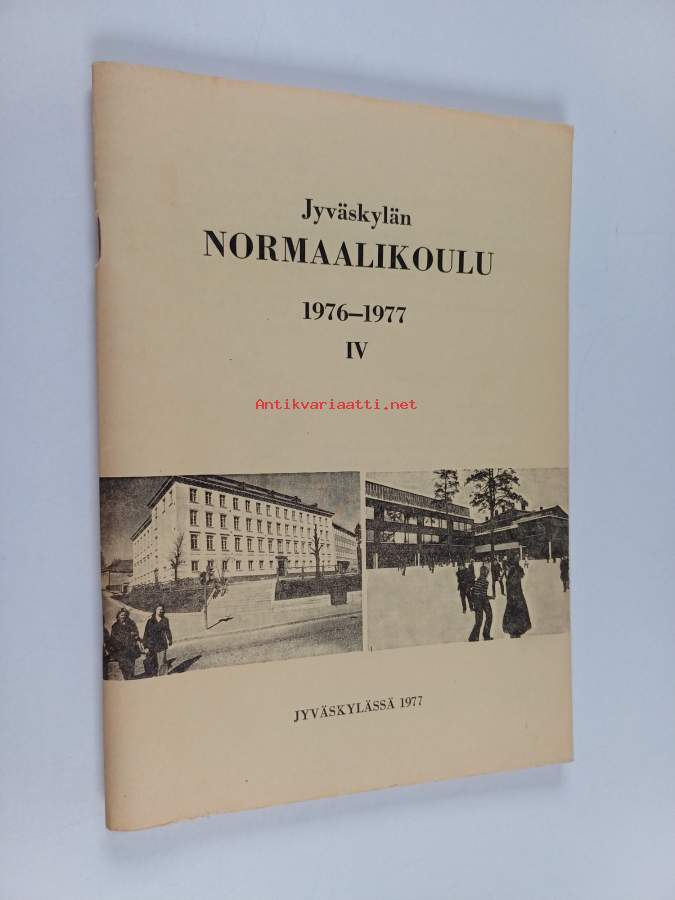 Jyväskylän
NORMAALIKOULU
1976–1977
IV
Antikvariaatti.net
JYVÄSKYLÄSSÄ 1977